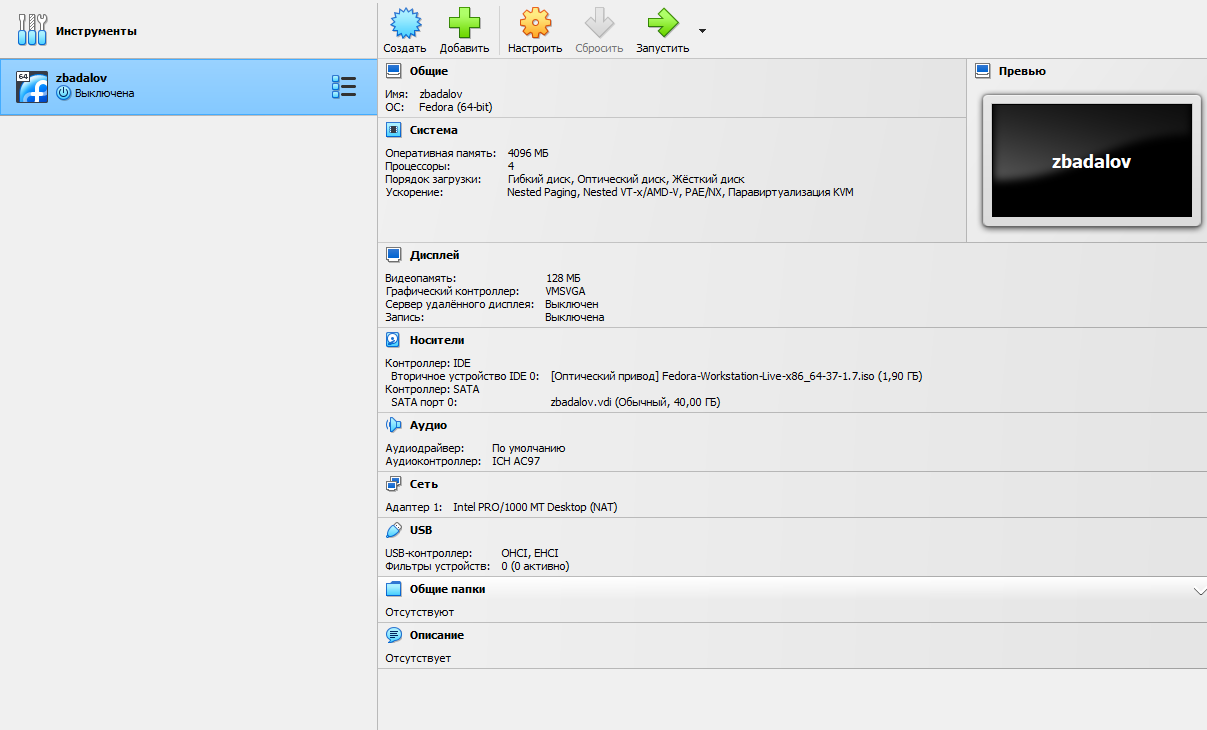 Инструменты
Создать Добавить Настроить Сбросить Запустить
64
zbadalov
Выключена
Общие
Имя: zbadalov
ОС: Fedora (64-bit)
Превью
zbadalov
Система
Оперативная память: 4096 МБ
Процессоры: 4
Порядок загрузки: Гибкий диск, Оптический диск, Жёсткий диск
Ускорение: Nested Paging, Nested VT-x/AMD-V, PAE/NX, Паравиртуализация KVM
Дисплей
Видеопамять: 128 МБ
Графический контроллер: VMSVGA
Сервер удалённого дисплея: Выключен
Запись: Выключена
Носители
Контроллер: IDE
Вторичное устройство IDE 0: [Оптический привод] Fedora-Workstation-Live-x86_64-37-1.7.iso (1,90 ГБ)
Контроллер: SATA
SATA порт 0: zbadalov.vdi (Обычный, 40,00 ГБ)
Аудио
Аудиодрайвер: По умолчанию
Аудиоконтроллер: ICH AC97
Сеть
Адаптер 1: Intel PRO/1000 MT Desktop (NAT)
USB
USB-контроллер: OHCI, EHCI
Фильтры устройств: 0 (0 активно)
Общие папки
Отсутствуют
Описание
Отсутствует